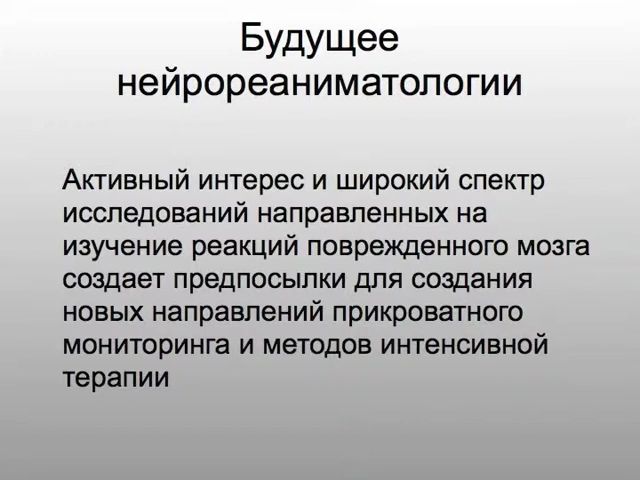 Будущее
нейрореаниматологии
Активный интерес и широкий спектр
исследований направленных на
изучение реакций поврежденного мозга
создает предпосылки для создания
новых направлений прикроватного
мониторинга и методов интенсивной
терапии